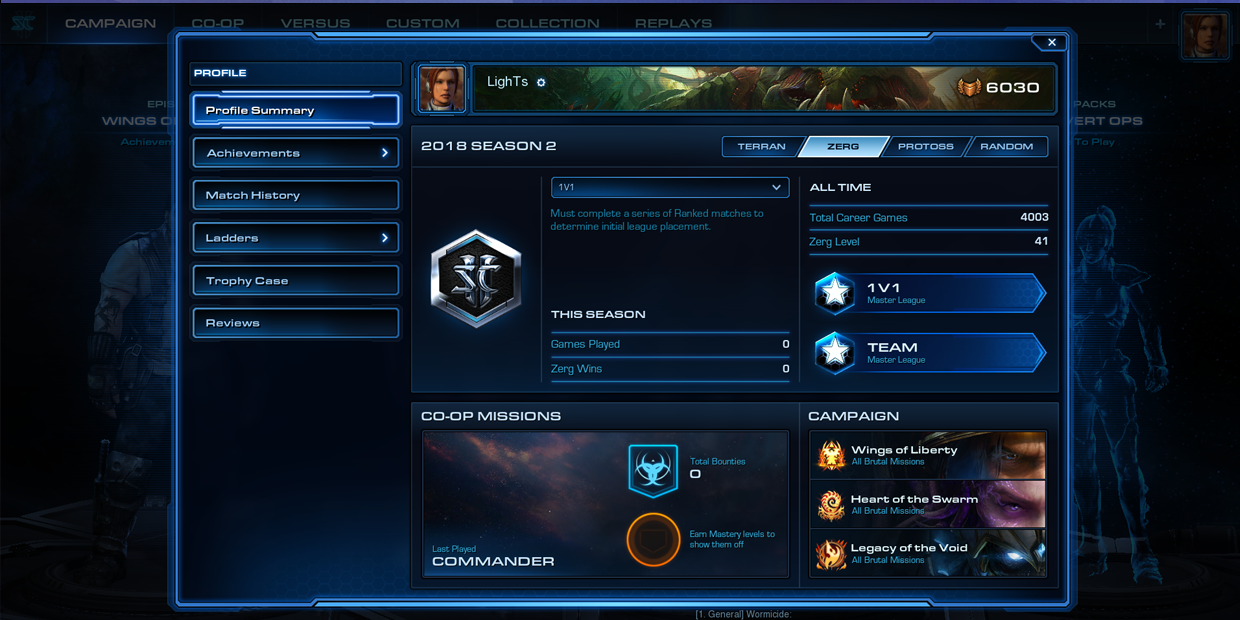 CAMPAIGN
CO-OP
VERSUS
CUSTOM
COLLECTION
REPLAYS
+
PROFILE
Profile Summary
Achievements
Match History
Ladders
Trophy Case
Reviews
LighTs
6030
2018 SEASON 2
TERRAN
ZERG
PROTOSS
RANDOM
1V1
Must complete a series of Ranked matches to
determine initial league placement.
THIS SEASON
Games Played 0
Zerg Wins 0
ALL TIME
Total Career Games 4003
Zerg Level 41
1V1
Master League
TEAM
Master League
CO-OP MISSIONS
Total Bounties
0
Earn Mastery levels to
show them off
Last Played
COMMANDER
CAMPAIGN
Wings of Liberty
All Brutal Missions
Heart of the Swarm
All Brutal Missions
Legacy of the Void
All Brutal Missions
WINGS
PACKS
OPS
To Play
[1. General] Wormicide: